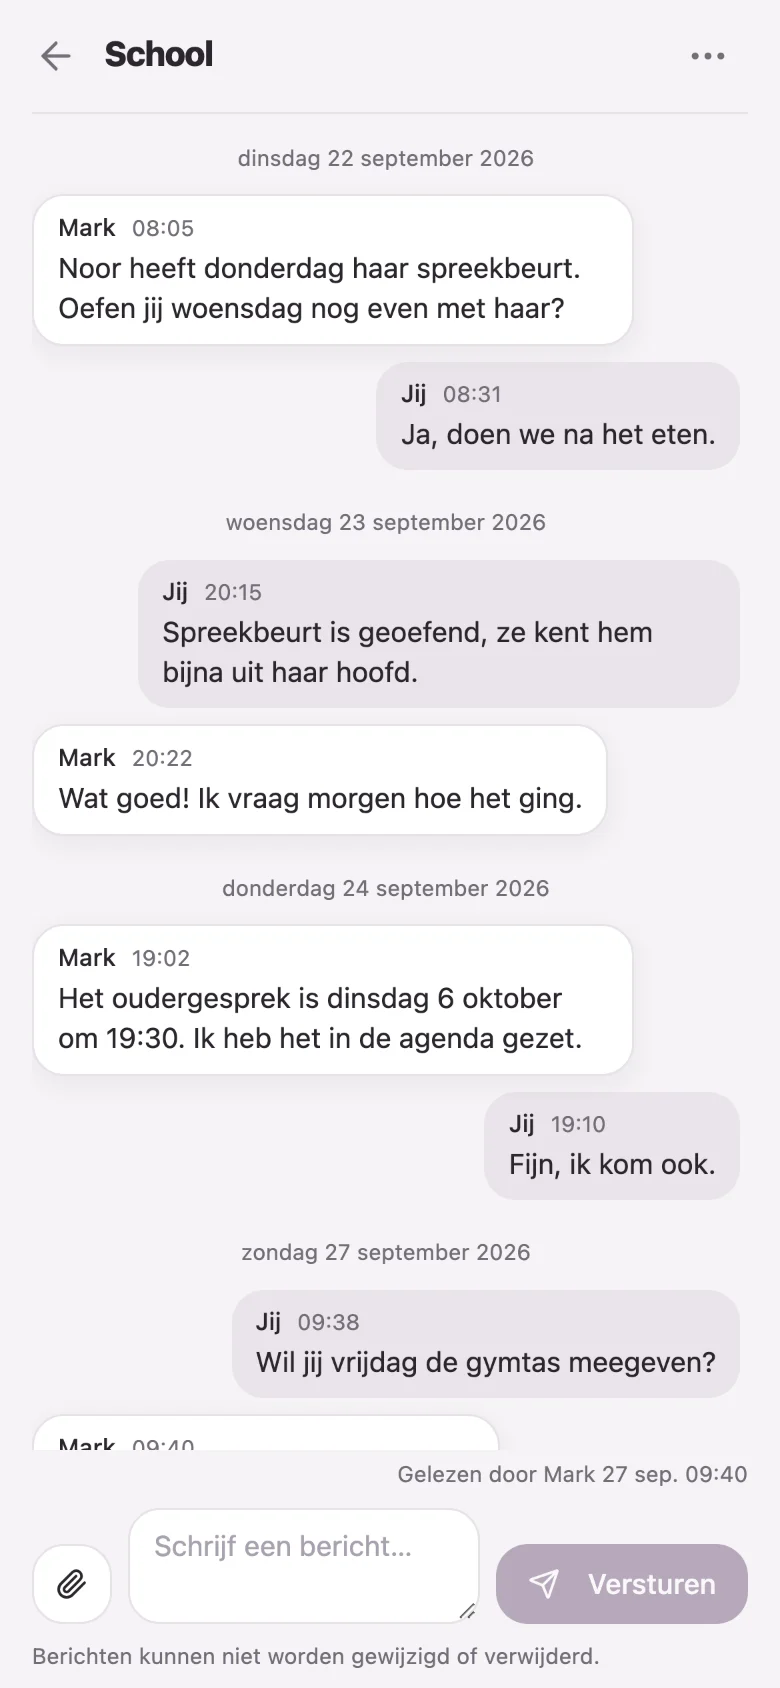 School
dinsdag 22 september 2026
Mark 08:05
Noor heeft donderdag haar spreekbeurt.
Oefen jij woensdag nog even met haar?
Jij 08:31
Ja, doen we na het eten.
woensdag 23 september 2026
Jij 20:15
Spreekbeurt is geoefend, ze kent hem
bijna uit haar hoofd.
Mark 20:22
Wat goed! Ik vraag morgen hoe het ging.
donderdag 24 september 2026
Mark 19:02
Het oudergesprek is dinsdag 6 oktober
om 19:30. Ik heb het in de agenda gezet.
Jij 19:10
Fijn, ik kom ook.
zondag 27 september 2026
Jij 09:38
Wil jij vrijdag de gymtas meegeven?
Mark 09:40
Gelezen door Mark 27 sep. 09:40
Schrijf een bericht...
Versturen
Berichten kunnen niet worden gewijzigd of verwijderd.